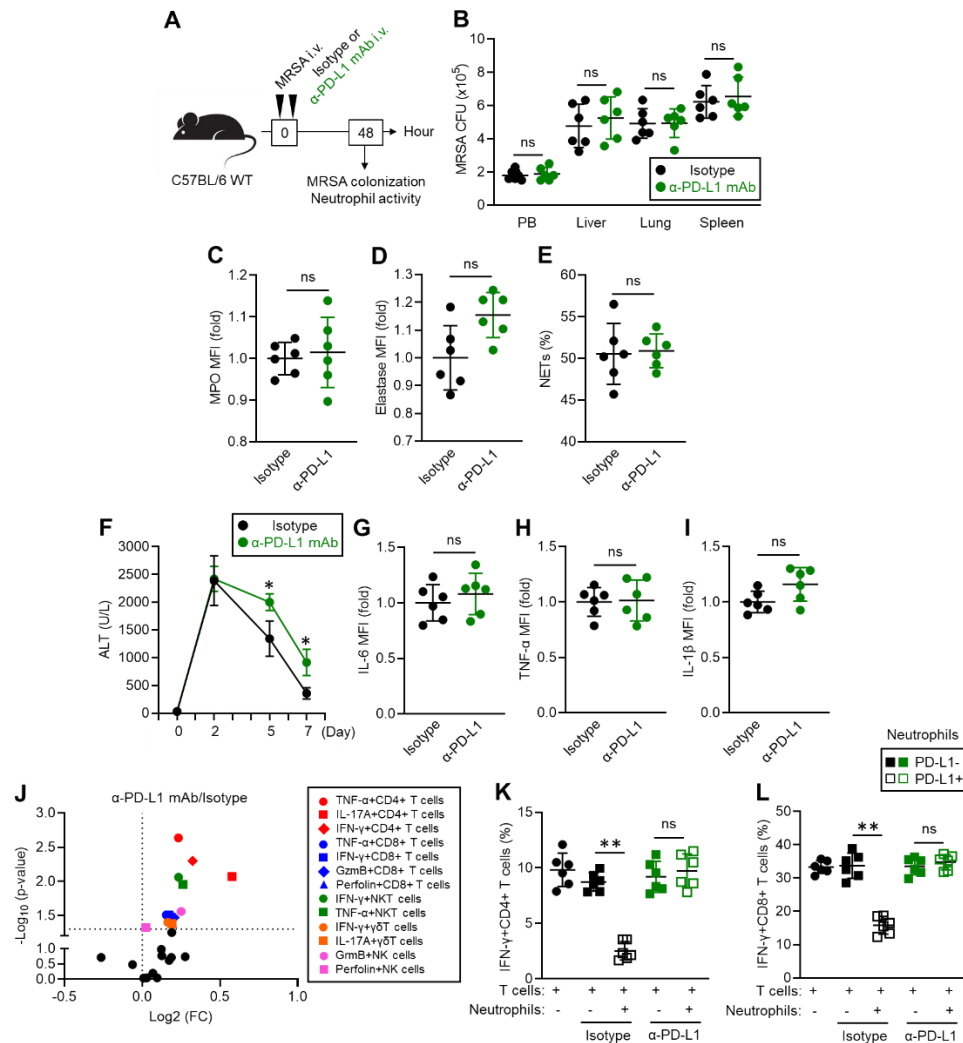 A
MRSA i.v.
Isotype or
α-PD-L1 mAb i.v.
0
48
Hour
C57BL/6 WT
MRSA colonization
Neutrophil activity
B
MRSA CFU (x10⁵)
10
8
6
4
2
0
ns
ns
ns
ns
Isotype
α-PD-L1 mAb
PB
Liver
Lung
Spleen
C
MPO MFI (fold)
1.2
1.1
1.0
0.9
0.8
ns
Isotype
α-PD-L1
D
Elastase MFI (fold)
1.3
1.2
1.1
1.0
0.9
0.8
0.7
ns
Isotype
α-PD-L1
E
NETs (%)
60
55
50
45
40
ns
Isotype
α-PD-L1
F
Isotype
α-PD-L1 mAb
ALT (U/L)
3000
2500
2000
1500
1000
500
0
*
*
0
2
5
7
(Day)
G
IL-6 MFI (fold)
2.0
1.5
1.0
0.5
0.0
ns
Isotype
α-PD-L1
H
TNF-α MFI (fold)
2.0
1.5
1.0
0.5
0.0
ns
Isotype
α-PD-L1
I
IL-1β MFI (fold)
2.0
1.5
1.0
0.5
0.0
ns
Isotype
α-PD-L1
Neutrophils
PD-L1-
PD-L1+
J
α-PD-L1 mAb/Isotype
-Log₁₀ (p-value)
3.0
2.5
2.0
1.5
1.0
0.5
0.0
-0.5
0.0
0.5
1.0
Log2 (FC)
TNF-α+CD4+ T cells
IL-17A+CD4+ T cells
IFN-γ+CD4+ T cells
TNF-α+CD8+ T cells
IFN-γ+CD8+ T cells
GzmB+CD8+ T cells
Perfolin+CD8+ T cells
IFN-γ+NKT cells
TNF-α+NKT cells
IFN-γ+γδT cells
IL-17A+γδT cells
GrmB+NK cells
Perfolin+NK cells
K
IFN-γ+CD4+ T cells (%)
15
10
5
0
**
ns
T cells: + + + + +
Neutrophils: - + +
Isotype
α-PD-L1
L
IFN-γ+CD8+ T cells (%)
50
40
30
20
10
0
**
ns
T cells: + + + + +
Neutrophils: - + +
Isotype
α-PD-L1